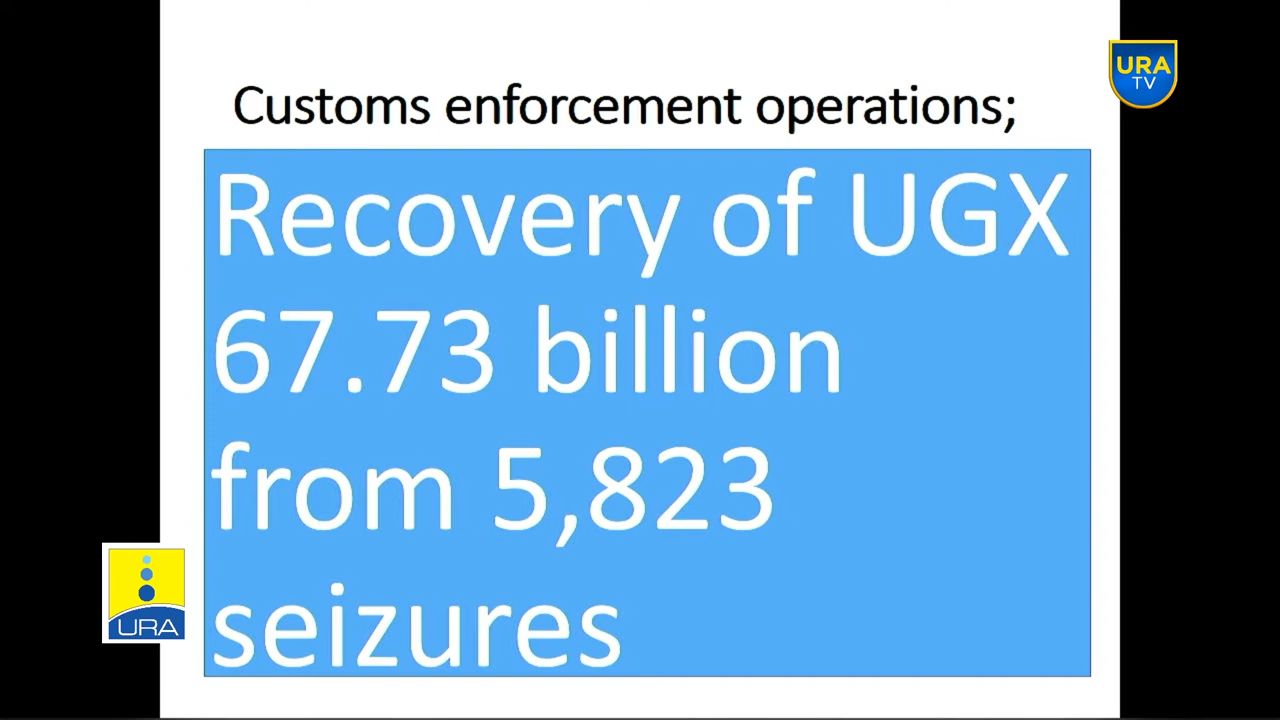 URA
TV
Customs enforcement operations;
Recovery of UGX
67.73 billion
from 5,823
seizures
URA